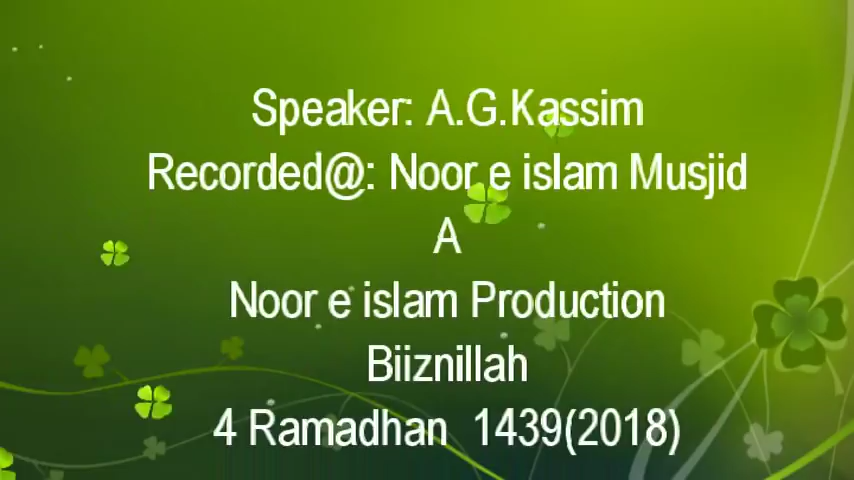 Speaker: A.G.Kassim
Recorded@: Noor e islam Musjid
A
Noor e islam Production
Biiznillah
4 Ramadhan 1439(2018)